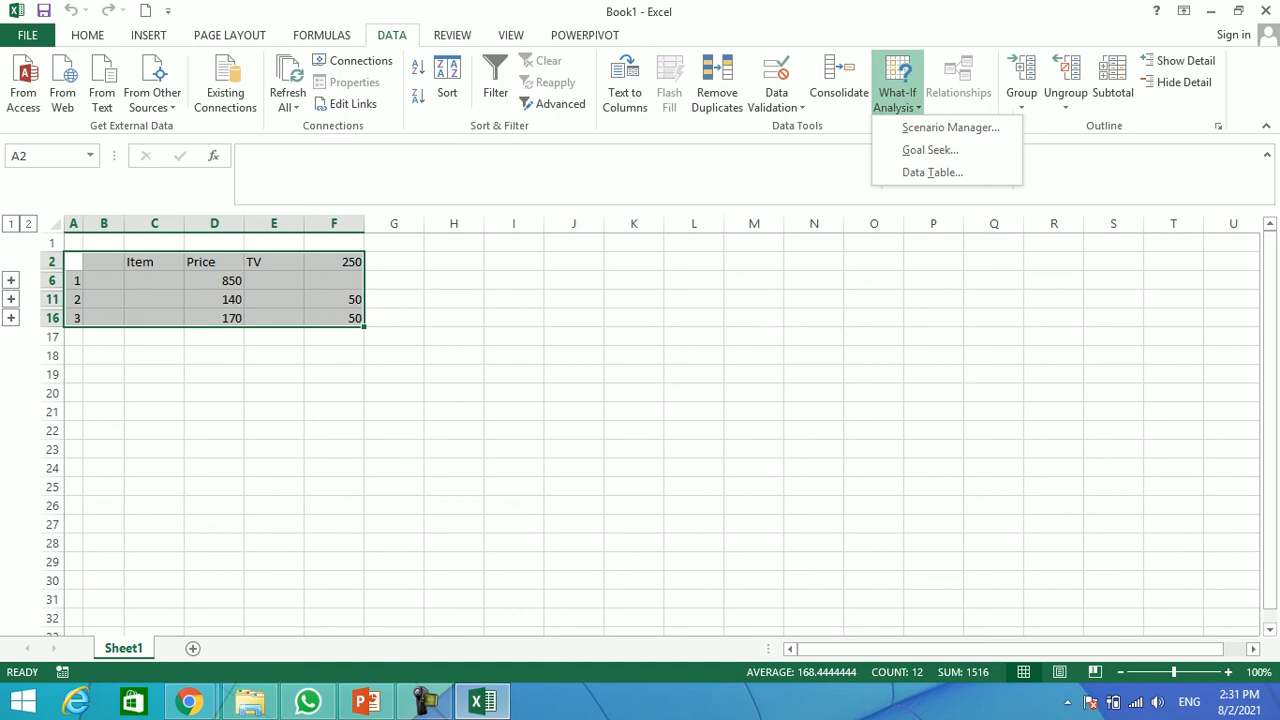 Book1 - Excel
FILE HOME INSERT PAGE LAYOUT FORMULAS DATA REVIEW VIEW POWERPIVOT Sign in
From Access
From Web
From Text
From Other Sources
Existing Connections
Get External Data
Refresh All
Connections
Properties
Edit Links
Connections
Sort
Filter
Clear
Reapply
Advanced
Sort & Filter
Text to Columns
Flash Fill
Remove Duplicates
Data Validation
Consolidate
What-If Analysis
Relationships
Data Tools
Group
Ungroup
Subtotal
Show Detail
Hide Detail
Outline
Scenario Manager...
Goal Seek...
Data Table...
A2
fx
1 2
A B C D E F G H I J K L M N O P Q R S T U
1
2 Item Price TV 250
6 1 850
11 2 140 50
16 3 170 50
17
18
19
20
21
22
23
24
25
26
27
28
29
30
31
32
Sheet1
READY AVERAGE: 168.4444444 COUNT: 12 SUM: 1516 100%
ENG
2:31 PM
8/2/2021